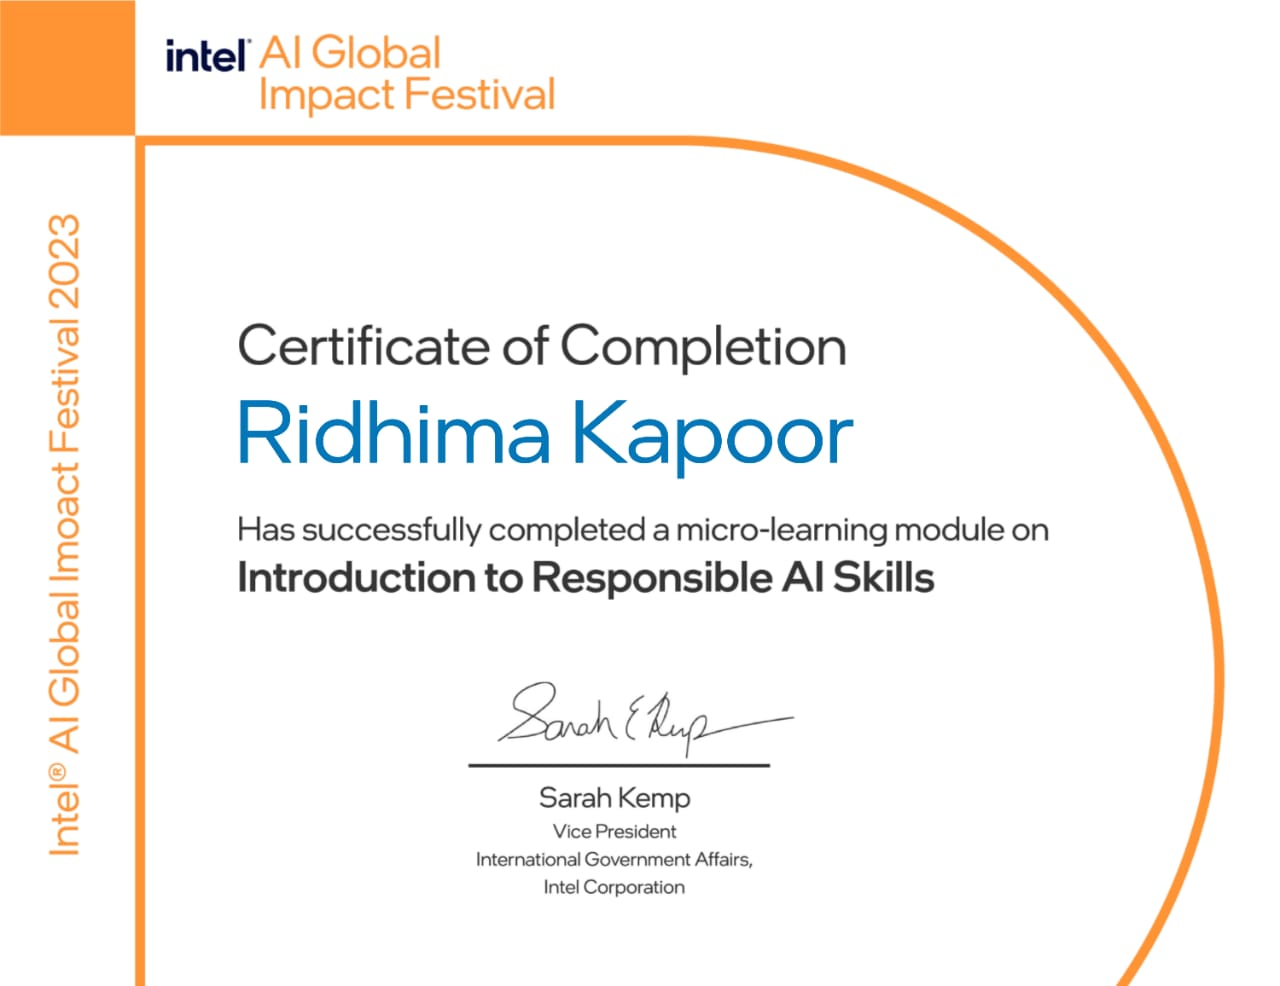 intel® AI Global
Impact Festival
Intel® AI Global Imoact Festival 2023
Certificate of Completion
Ridhima Kapoor
Has successfully completed a micro-learning module on
Introduction to Responsible AI Skills
Sarah E Kemp
Sarah Kemp
Vice President
International Government Affairs,
Intel Corporation